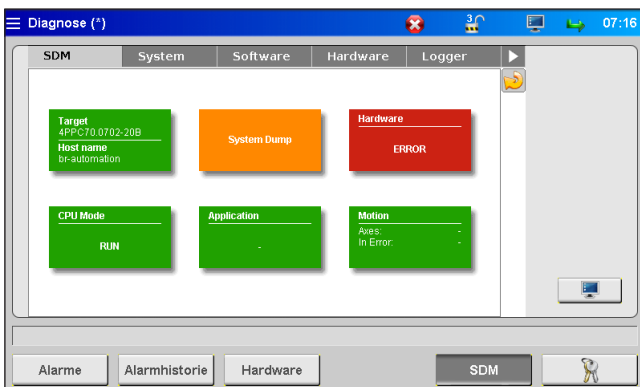 Diagnose (*)
3
07:16
SDM
System
Software
Hardware
Logger
Target
4PPC70.0702-20B
Host name
br-automation
System Dump
Hardware
ERROR
CPU Mode
RUN
Application
-
Motion
Axes: -
In Error: -
Alarme
Alarmhistorie
Hardware
SDM